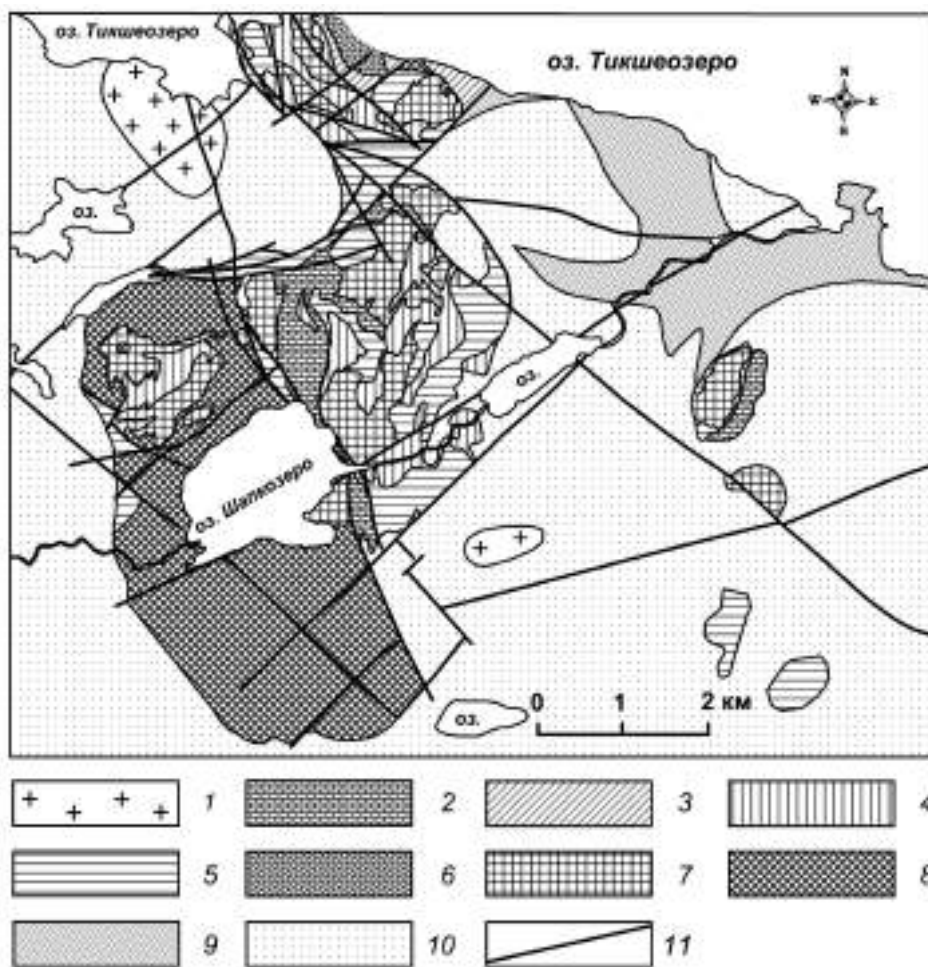 оз. Тикшеозеро
оз. Тикшеозеро
N
W E
S
оз.
оз.
оз. Шапкозеро
0 1 2 км
оз.
1 2 3 4
5 6 7 8
9 10 11